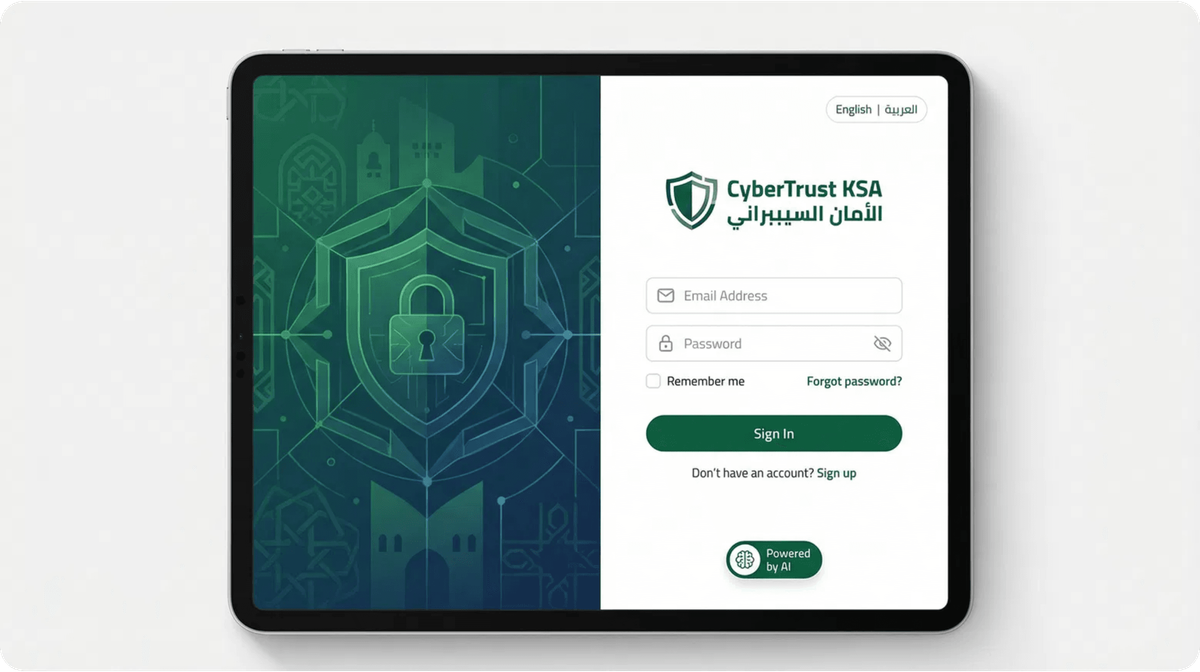 English | العربية
CyberTrust KSA
الأمان السيببراني
Email Address
Password
Remember me
Forgot password?
Sign In
Don't have an account? Sign up
Powered
by AI